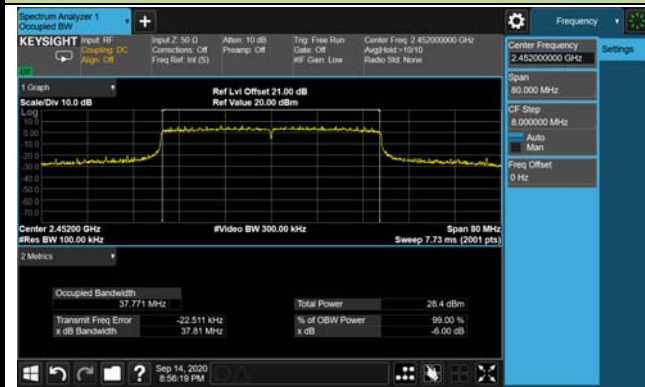 Spectrum Analyzer 1
Occupied BW
Frequency
KEYSIGHT
Input: RF
Coupling: DC
Align: Off
Input Z: 50 Ω
Corrections: Off
Freq Ref: Int (S)
Atten: 10 dB
Preamp: Off
Trig: Free Run
Gate: Off
#IF Gain: Low
Center Freq: 2.452000000 GHz
Avg|Hold:>10/10
Radio Std: None
Center Frequency
2.452000000 GHz
Settings
Span
80.000 MHz
CF Step
8.000000 MHz
Auto
Man
Freq Offset
0 Hz
1 Graph
Scale/Div 10.0 dB
Ref Lvl Offset 21.00 dB
Ref Value 20.00 dBm
Log
10.0
0.00
-10.0
-20.0
-30.0
-40.0
-50.0
-60.0
-70.0
Center 2.45200 GHz
#Res BW 100.00 kHz
#Video BW 300.00 kHz
Span 80 MHz
Sweep 7.73 ms (2001 pts)
2 Metrics
Occupied Bandwidth
37.771 MHz
Total Power 28.4 dBm
Transmit Freq Error -22.511 kHz
% of OBW Power 99.00 %
x dB Bandwidth 37.81 MHz
x dB -6.00 dB
Sep 14, 2020
8:56:19 PM